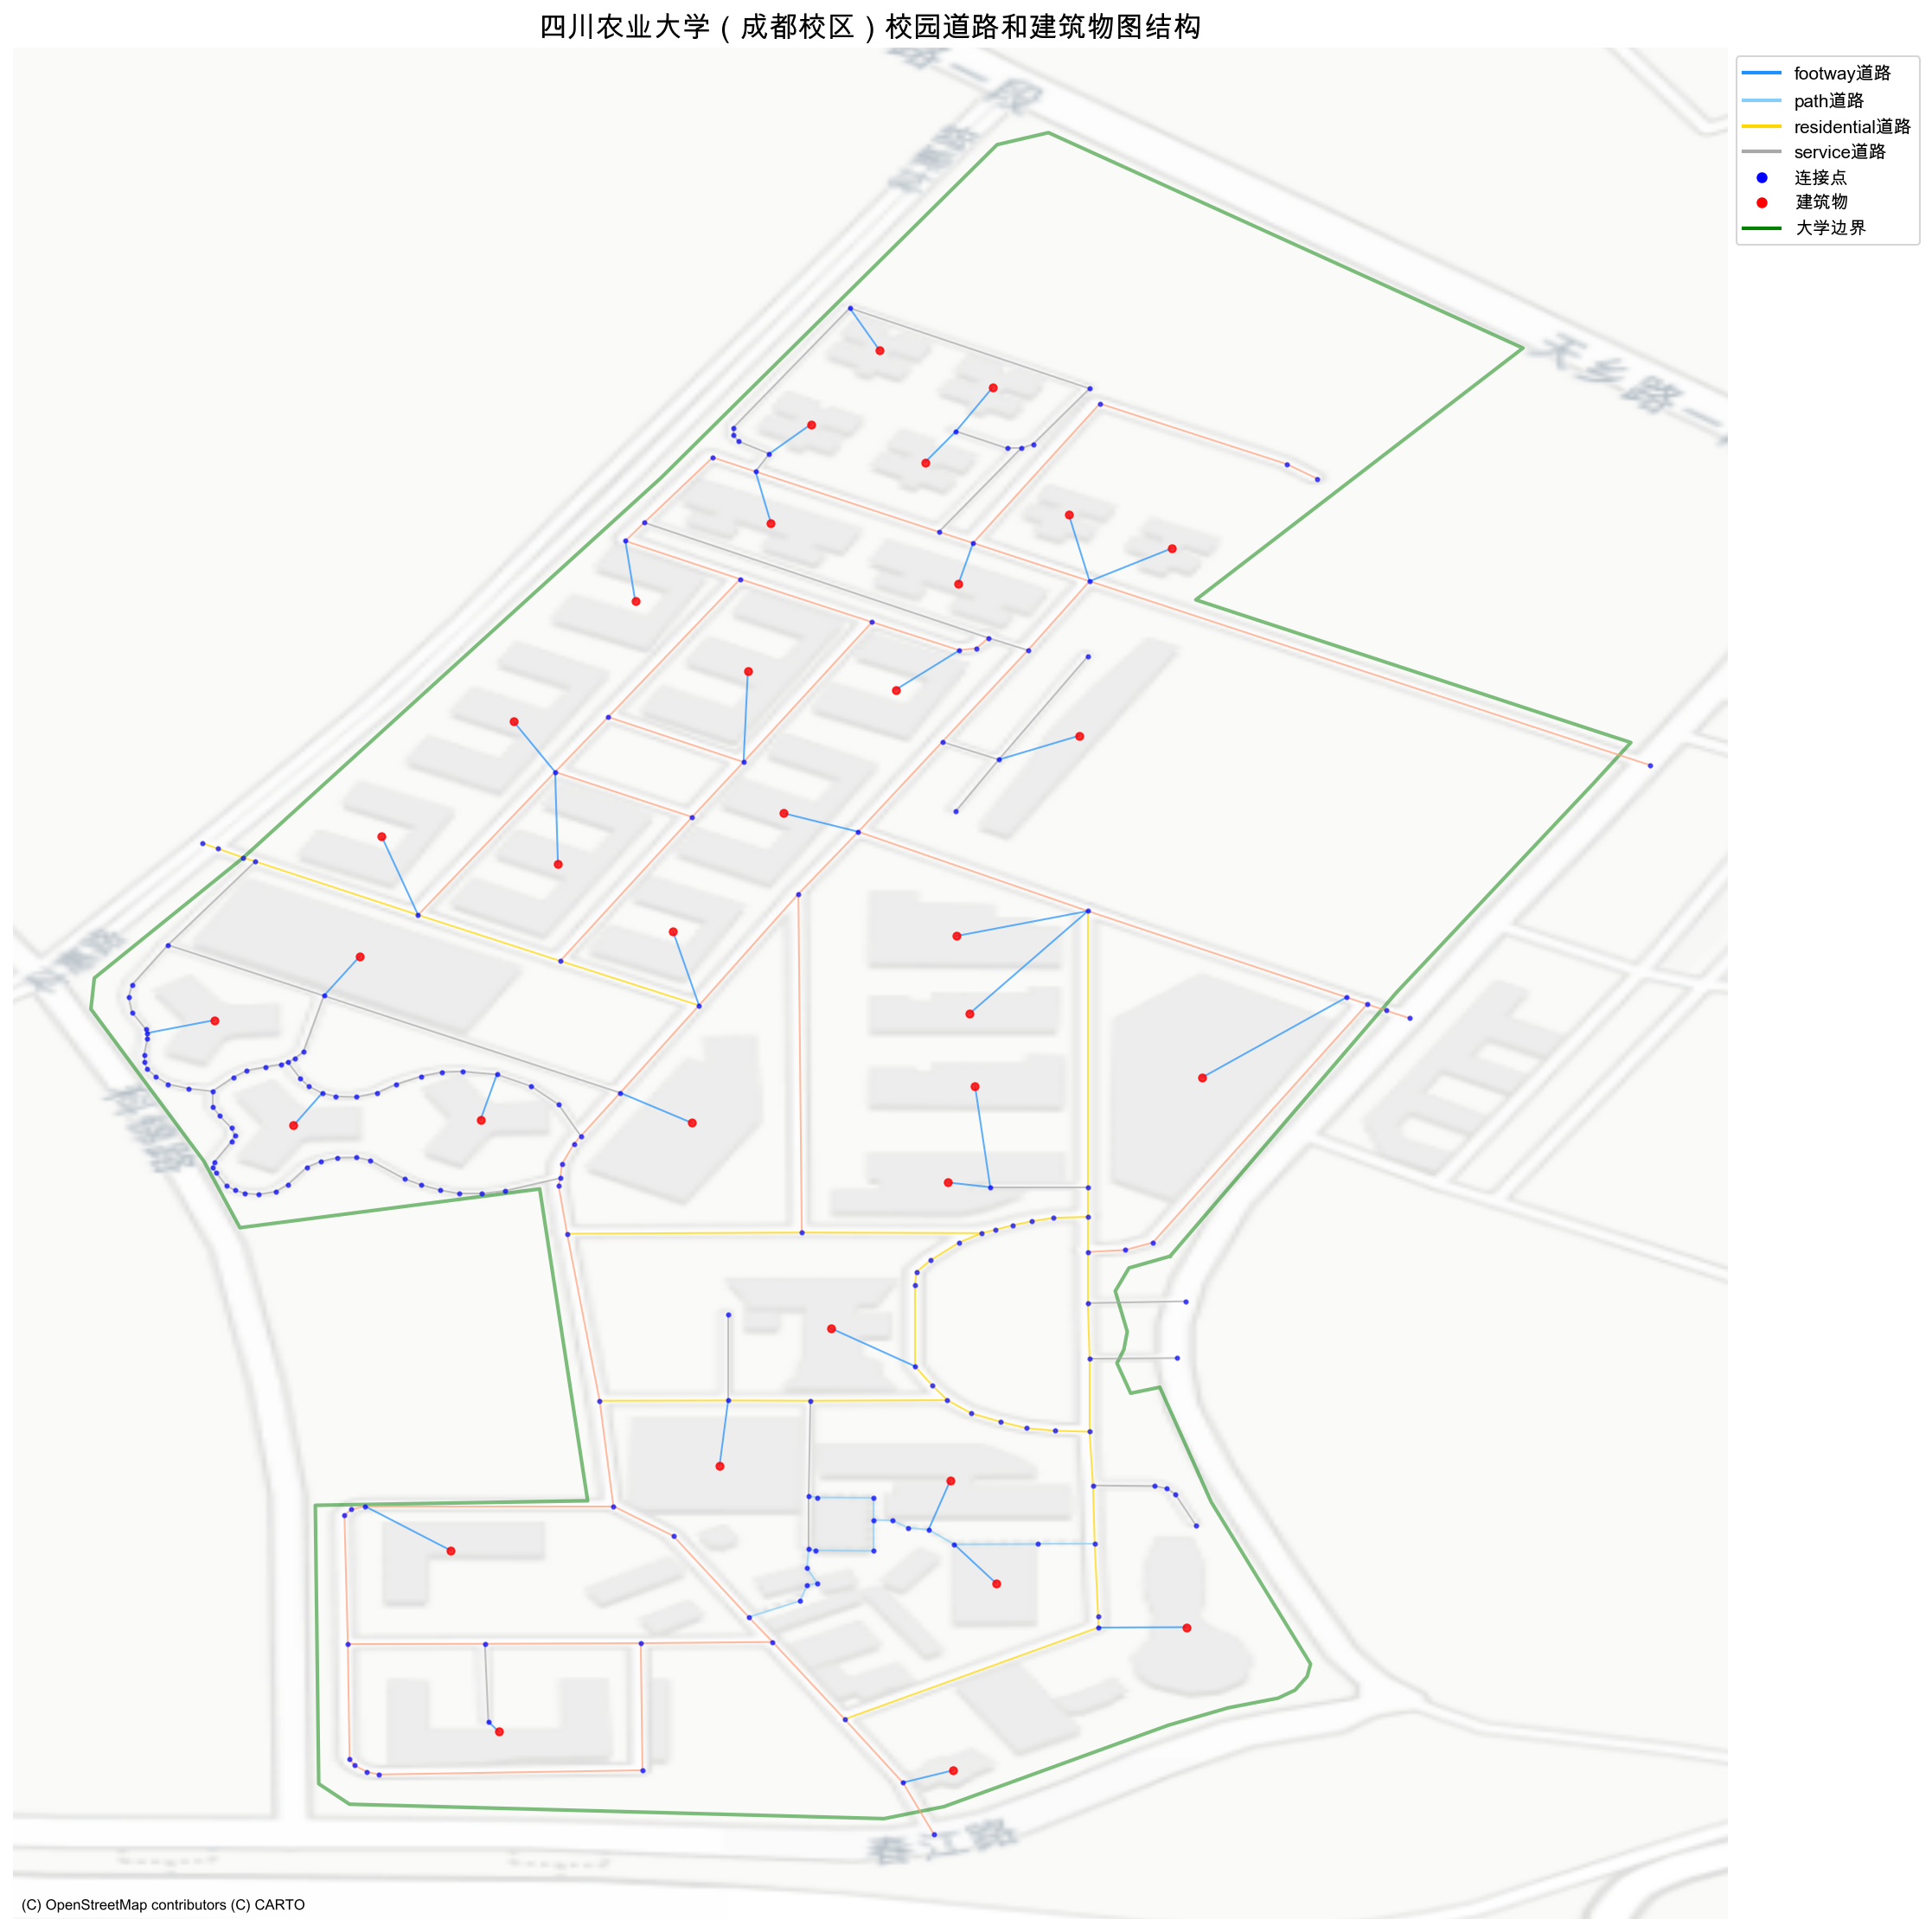 四川农业大学（成都校区）校园道路和建筑物图结构
footway道路
path道路
residential道路
service道路
连接点
建筑物
大学边界
路一段
天乡路一
春江路
(C) OpenStreetMap contributors (C) CARTO